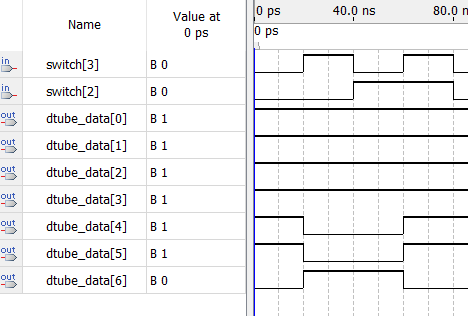 Name
Value at
0 ps
0 ps
40.0 ns
80.0 n
0 ps
in switch[3] B 0
in switch[2] B 0
out dtube_data[0] B 1
out dtube_data[1] B 1
out dtube_data[2] B 1
out dtube_data[3] B 1
out dtube_data[4] B 1
out dtube_data[5] B 1
out dtube_data[6] B 0